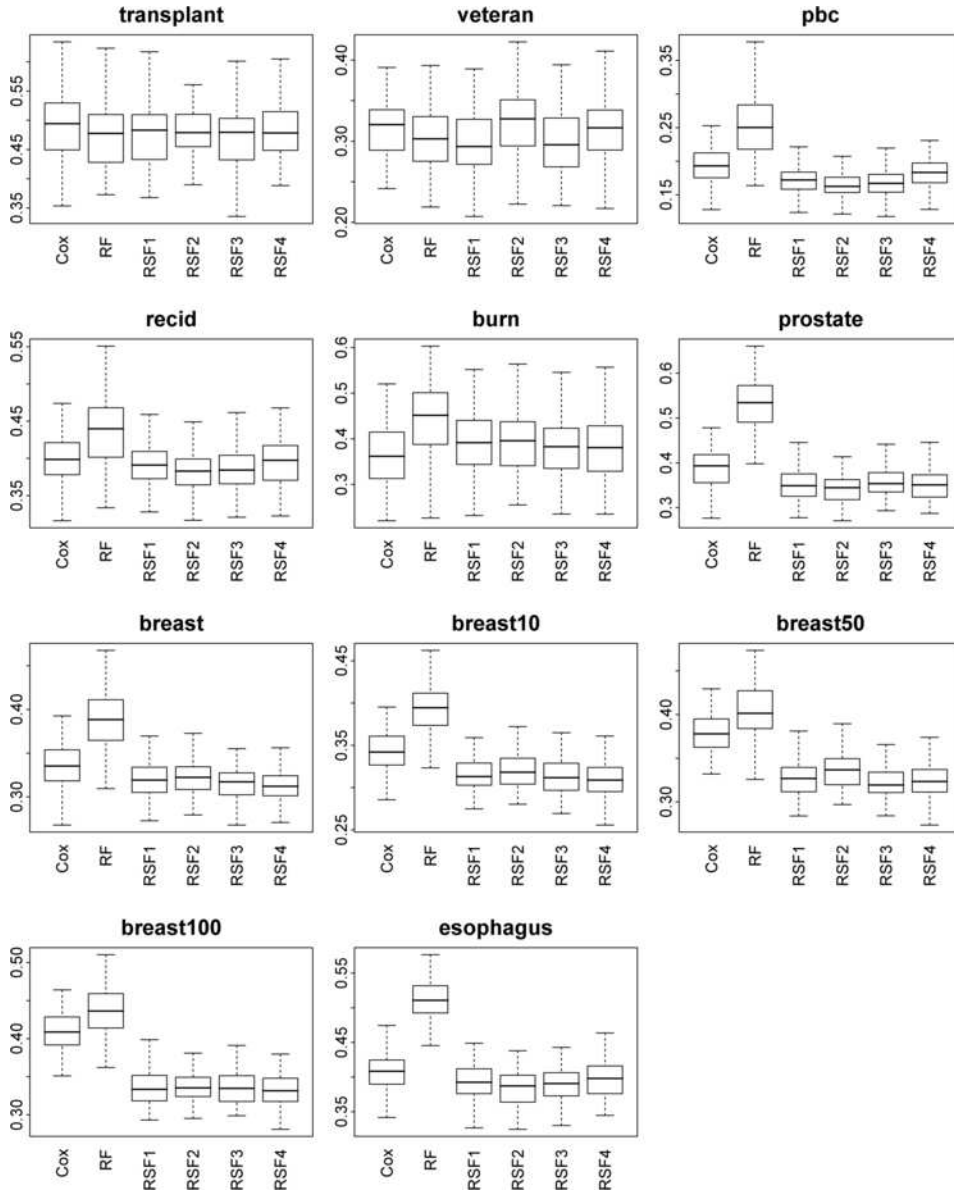 transplant
0.35 0.45 0.55
Cox RF RSF1 RSF2 RSF3 RSF4
veteran
0.20 0.30 0.40
Cox RF RSF1 RSF2 RSF3 RSF4
pbc
0.15 0.25 0.35
Cox RF RSF1 RSF2 RSF3 RSF4
recid
0.35 0.45 0.55
Cox RF RSF1 RSF2 RSF3 RSF4
burn
0.3 0.4 0.5 0.6
Cox RF RSF1 RSF2 RSF3 RSF4
prostate
0.3 0.4 0.5 0.6
Cox RF RSF1 RSF2 RSF3 RSF4
breast
0.30 0.40
Cox RF RSF1 RSF2 RSF3 RSF4
breast10
0.25 0.35 0.45
Cox RF RSF1 RSF2 RSF3 RSF4
breast50
0.30 0.40
Cox RF RSF1 RSF2 RSF3 RSF4
breast100
0.30 0.40 0.50
Cox RF RSF1 RSF2 RSF3 RSF4
esophagus
0.35 0.45 0.55
Cox RF RSF1 RSF2 RSF3 RSF4